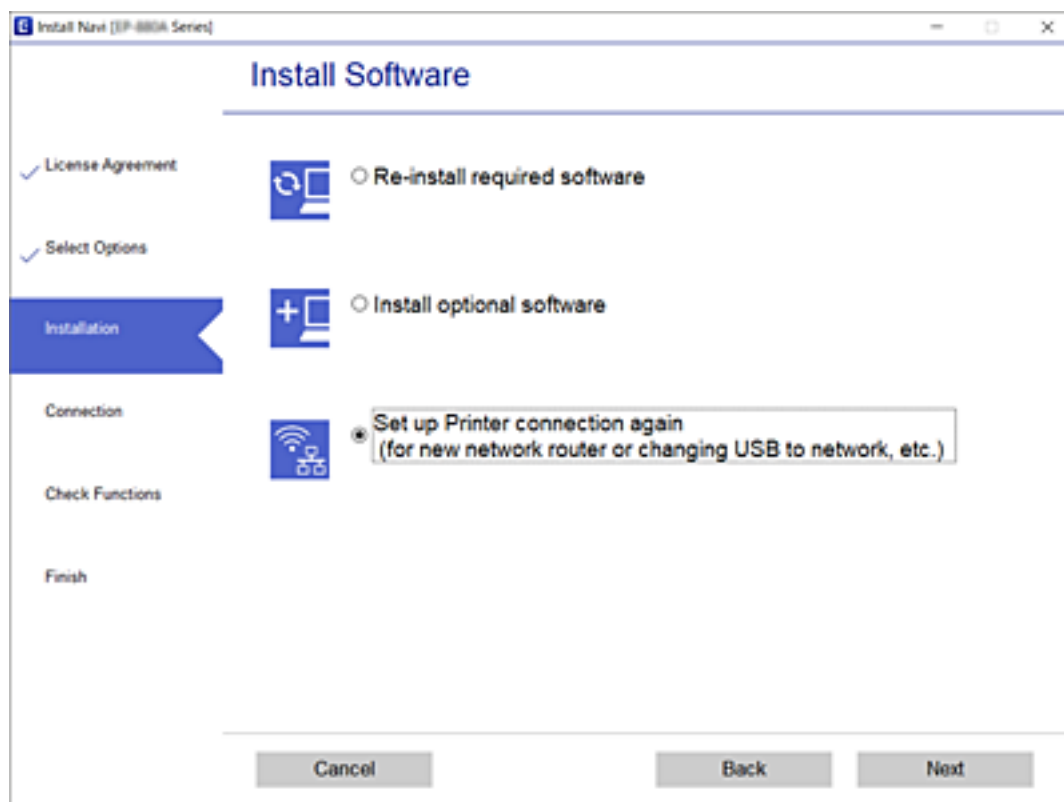 Install Navi [EP-880A Series]
Install Software
License Agreement
Select Options
Installation
Connection
Check Functions
Finish
Re-install required software
Install optional software
Set up Printer connection again
(for new network router or changing USB to network, etc.)
Cancel
Back
Next